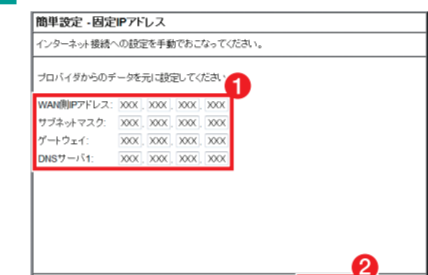 簡単設定 - 固定IPアドレス
インターネット接続への設定を手動でおこなってください。
プロバイダからのデータを元に設定してください
1
WAN側IPアドレス: XXX . XXX . XXX . XXX
サブネットマスク: XXX . XXX . XXX . XXX
ゲートウェイ: XXX . XXX . XXX . XXX
DNSサーバ1: XXX . XXX . XXX . XXX
2